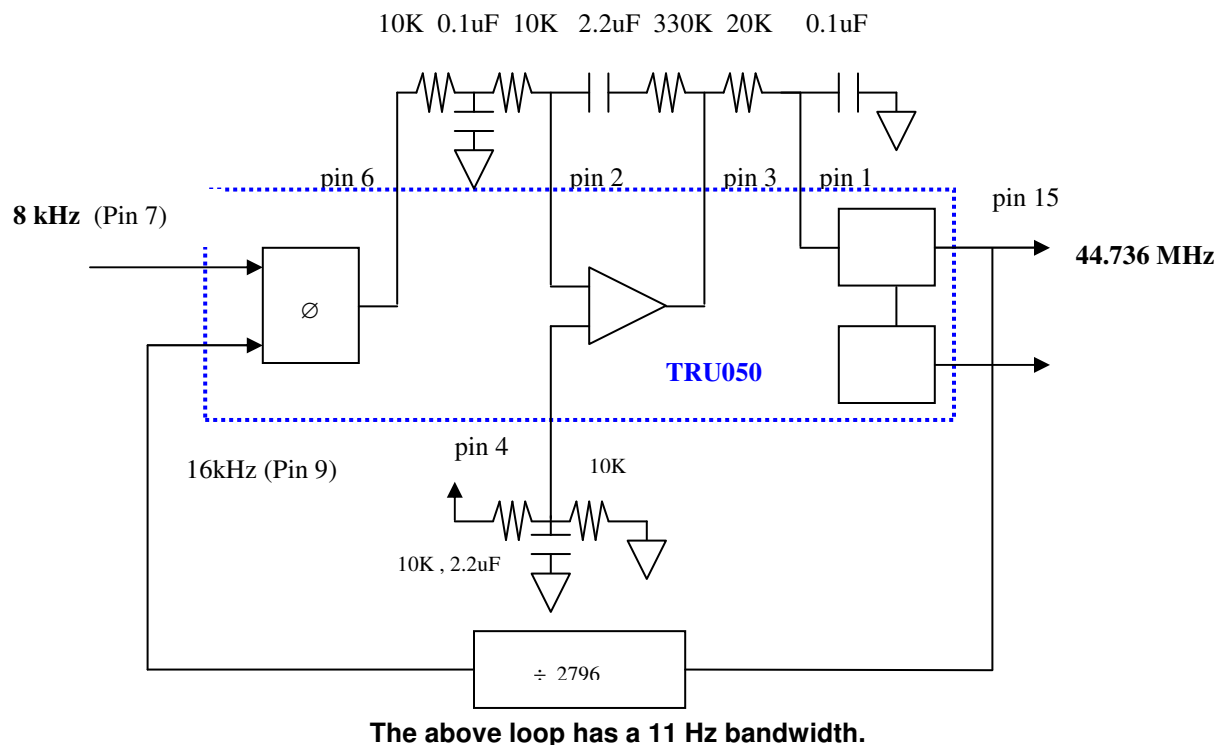 10K 0.1uF 10K 2.2uF 330K 20K 0.1uF
pin 6 pin 2 pin 3 pin 1
pin 15
8 kHz (Pin 7)
44.736 MHz
∅
TRU050
16kHz (Pin 9)
pin 4
10K
10K , 2.2uF
÷ 2796
The above loop has a 11 Hz bandwidth.